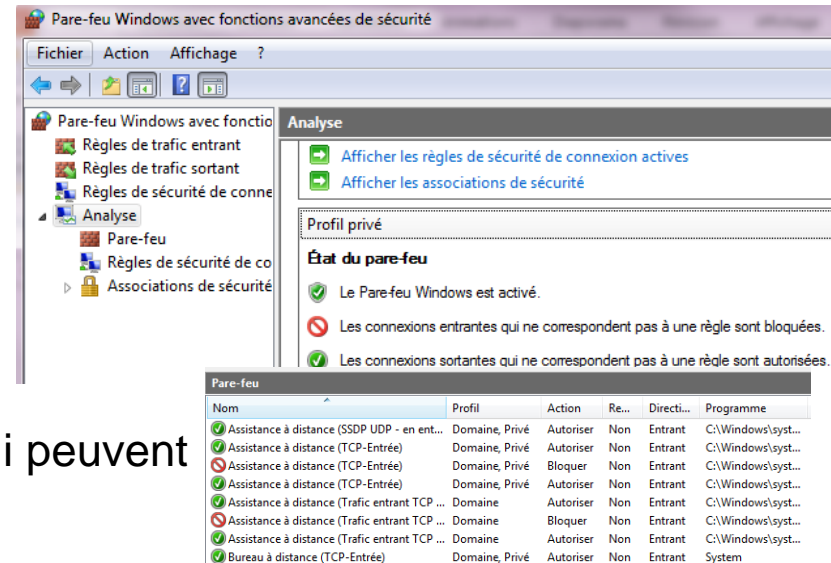 Pare-feu Windows avec fonctions avancées de sécurité
Fichier Action Affichage ?
Pare-feu Windows avec fonctio
Règles de trafic entrant
Règles de trafic sortant
Règles de sécurité de conne
Analyse
Pare-feu
Règles de sécurité de co
Associations de sécurité
Analyse
Afficher les règles de sécurité de connexion actives
Afficher les associations de sécurité
Profil privé
État du pare-feu
Le Pare-feu Windows est activé.
Les connexions entrantes qui ne correspondent pas à une règle sont bloquées.
Les connexions sortantes qui ne correspondent pas à une règle sont autorisées.
i peuvent
Pare-feu
Nom Profil Action Re... Directi... Programme
Assistance à distance (SSDP UDP - en ent... Domaine, Privé Autoriser Non Entrant C:\Windows\syst...
Assistance à distance (TCP-Entrée) Domaine, Privé Autoriser Non Entrant C:\Windows\syst...
Assistance à distance (TCP-Entrée) Domaine, Privé Bloquer Non Entrant C:\Windows\syst...
Assistance à distance (TCP-Entrée) Domaine, Privé Autoriser Non Entrant C:\Windows\syst...
Assistance à distance (Trafic entrant TCP ... Domaine Autoriser Non Entrant C:\Windows\syst...
Assistance à distance (Trafic entrant TCP ... Domaine Bloquer Non Entrant C:\Windows\syst...
Assistance à distance (Trafic entrant TCP ... Domaine Autoriser Non Entrant C:\Windows\syst...
Bureau à distance (TCP-Entrée) Domaine, Privé Autoriser Non Entrant System